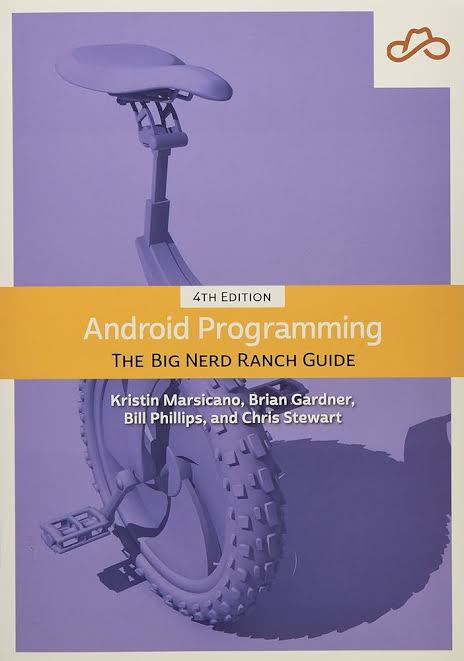 4TH EDITION
Android Programming
THE BIG NERD RANCH GUIDE
Kristin Marsicano, Brian Gardner,
Bill Phillips, and Chris Stewart